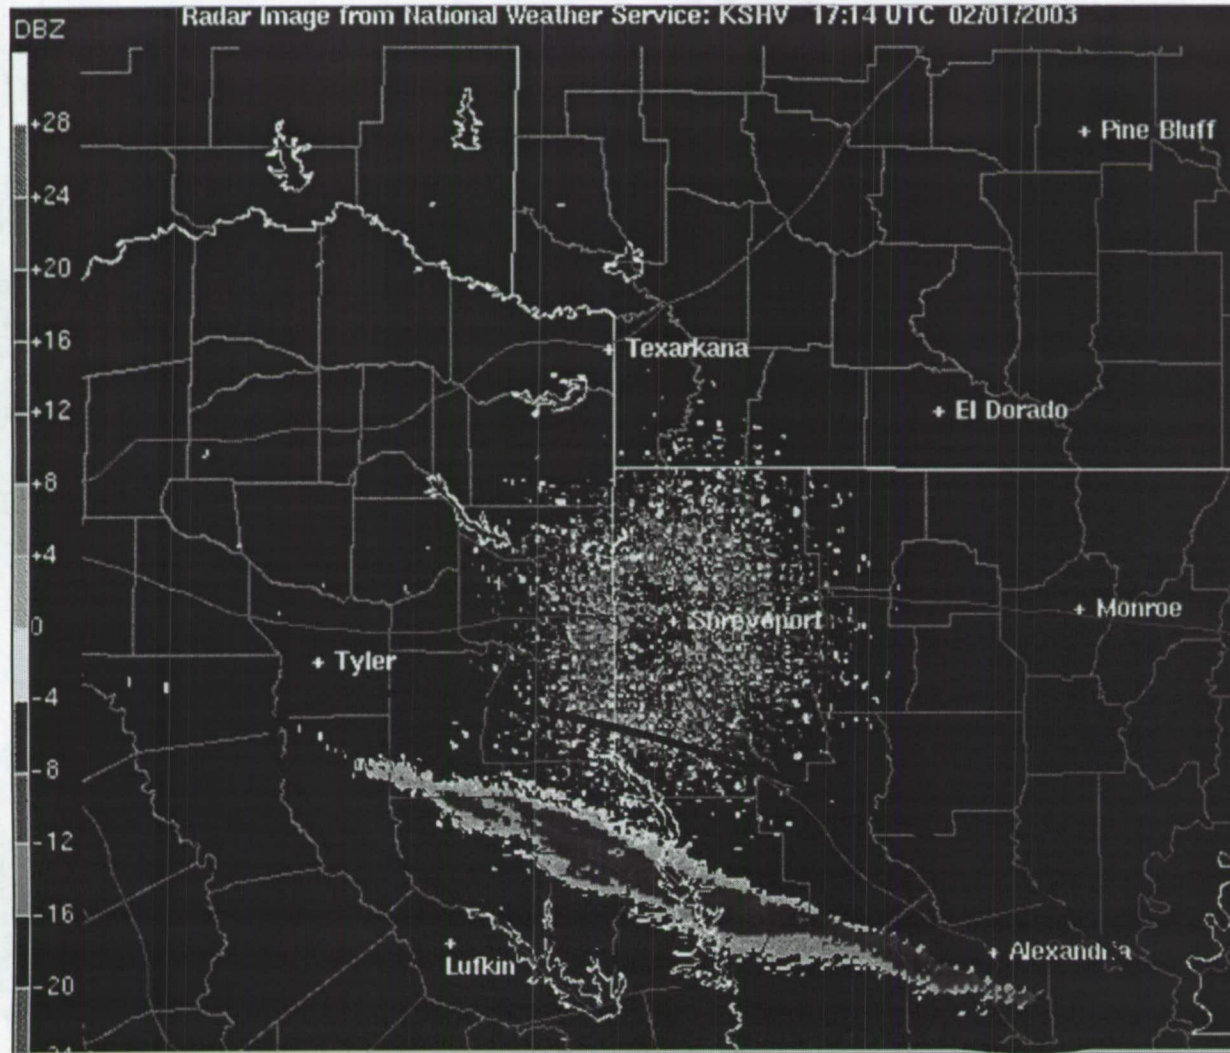 Radar Image from National Weather Service: KSHV 17:14 UTC 02/01/2003
DBZ
+28
Pine Bluff
+24
+20
+16
Texarkana
+12
El Dorado
+8
+4
Monroe
0
Shreveport
Tyler
-4
-8
-12
-16
Alexandria
Lufkin
-20